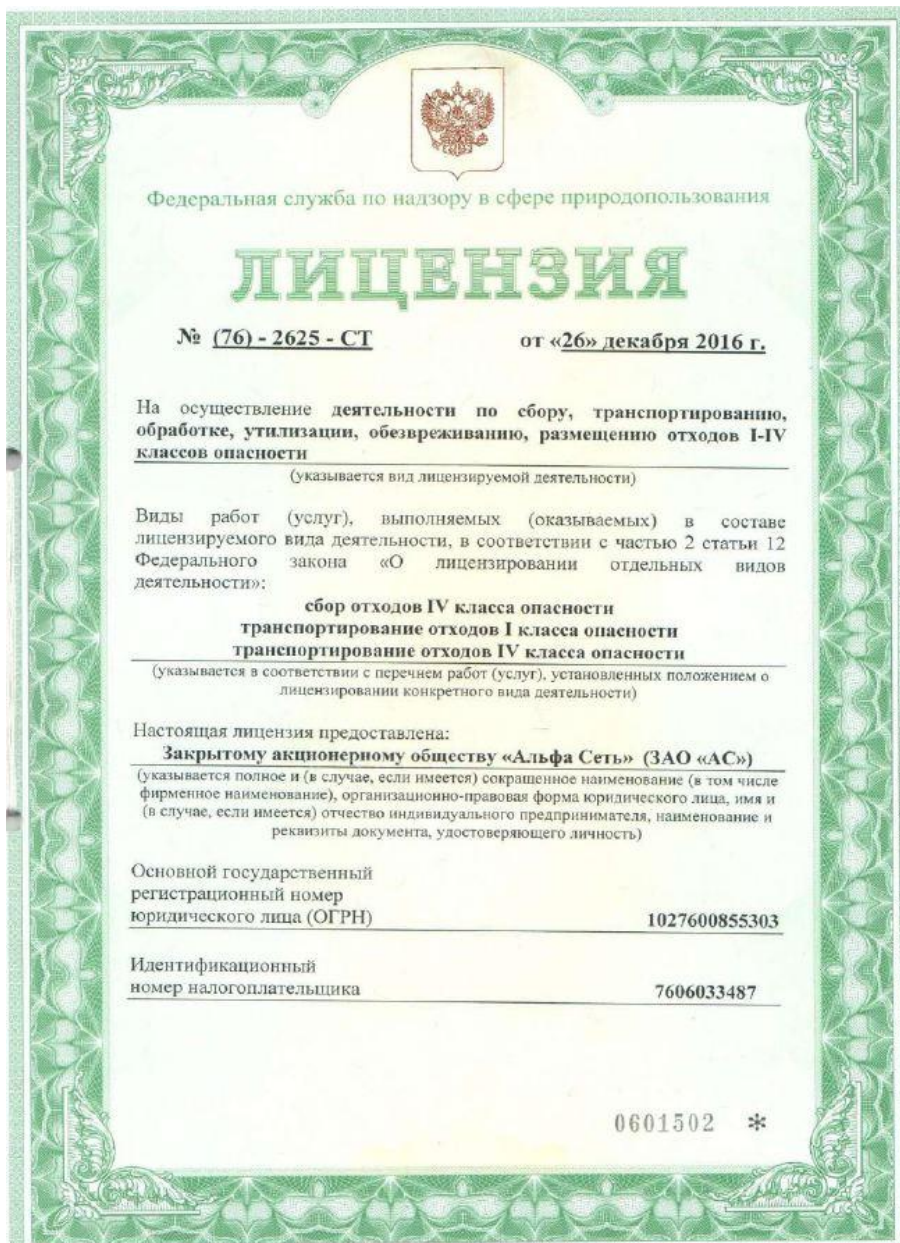 Федеральная служба по надзору в сфере природопользования
ЛИЦЕНЗИЯ
№ (76) - 2625 - СТ от «26» декабря 2016 г.
На осуществление деятельности по сбору, транспортированию,
обработке, утилизации, обезвреживанию, размещению отходов I-IV
классов опасности
(указывается вид лицензируемой деятельности)
Виды работ (услуг), выполняемых (оказываемых) в составе
лицензируемого вида деятельности, в соответствии с частью 2 статьи 12
Федерального закона «О лицензировании отдельных видов
деятельности»:
сбор отходов IV класса опасности
транспортирование отходов I класса опасности
транспортирование отходов IV класса опасности
(указывается в соответствии с перечнем работ (услуг), установленных положением о
лицензировании конкретного вида деятельности)
Настоящая лицензия предоставлена:
Закрытому акционерному обществу «Альфа Сеть» (ЗАО «АС»)
(указывается полное и (в случае, если имеется) сокращенное наименование (в том числе
фирменное наименование), организационно-правовая форма юридического лица, имя и
(в случае, если имеется) отчество индивидуального предпринимателя, наименование и
реквизиты документа, удостоверяющего личность)
Основной государственный
регистрационный номер
юридического лица (ОГРН) 1027600855303
Идентификационный
номер налогоплательщика 7606033487
0601502 *